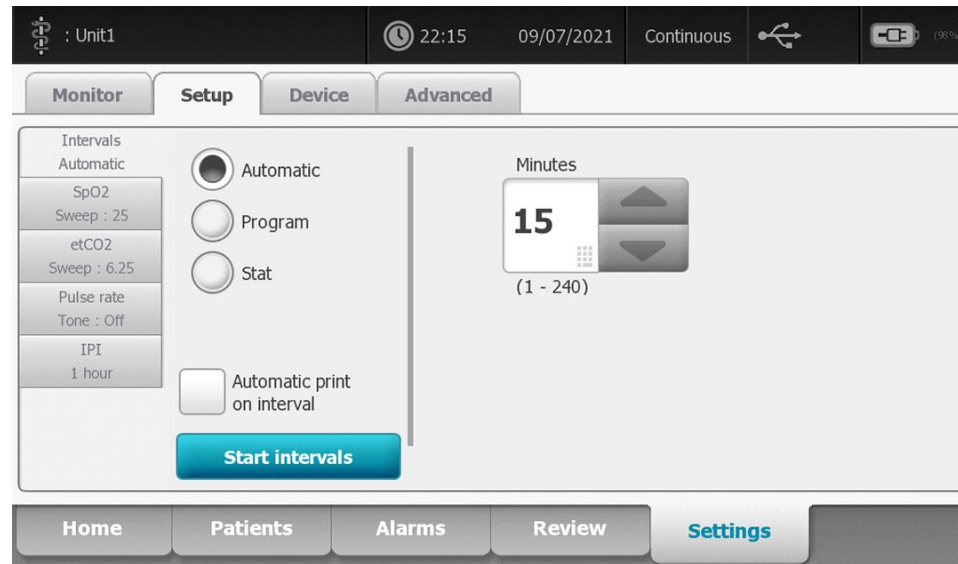 : Unit1
22:15
09/07/2021
Continuous
(98%
Monitor
Setup
Device
Advanced
Intervals
Automatic
SpO2
Sweep : 25
etCO2
Sweep : 6.25
Pulse rate
Tone : Off
IPI
1 hour
Automatic
Program
Stat
Automatic print
on interval
Start intervals
Minutes
15
(1 - 240)
Home
Patients
Alarms
Review
Settings